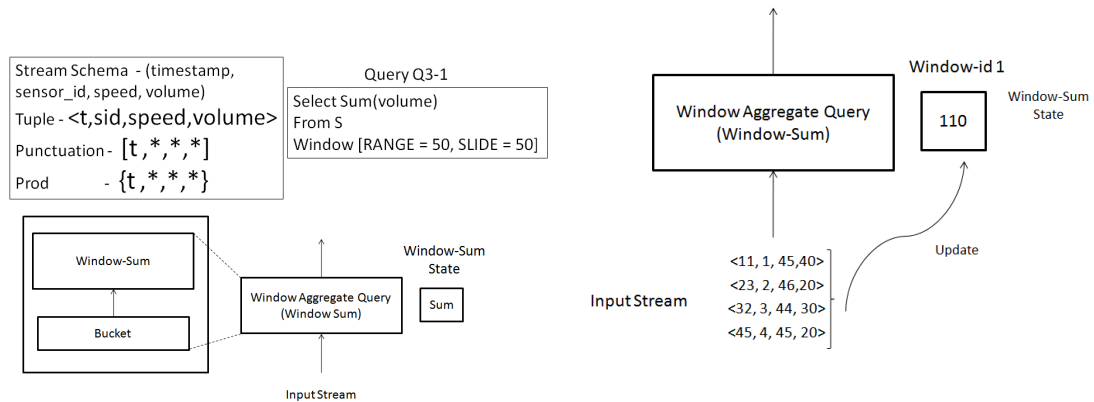 Stream Schema - (timestamp,
sensor_id, speed, volume)
Tuple - <t,sid,speed,volume>
Punctuation - [t ,*,*,*]
Prod - {t ,*,*,*}
Query Q3-1
Select Sum(volume)
From S
Window [RANGE = 50, SLIDE = 50]
Window-Sum
Bucket
Window Aggregate Query
(Window Sum)
Window-Sum
State
Sum
Input Stream
Window Aggregate Query
(Window-Sum)
Window-id 1
110
Window-Sum
State
Update
Input Stream
<11, 1, 45,40>
<23, 2, 46,20>
<32, 3, 44, 30>
<45, 4, 45, 20>